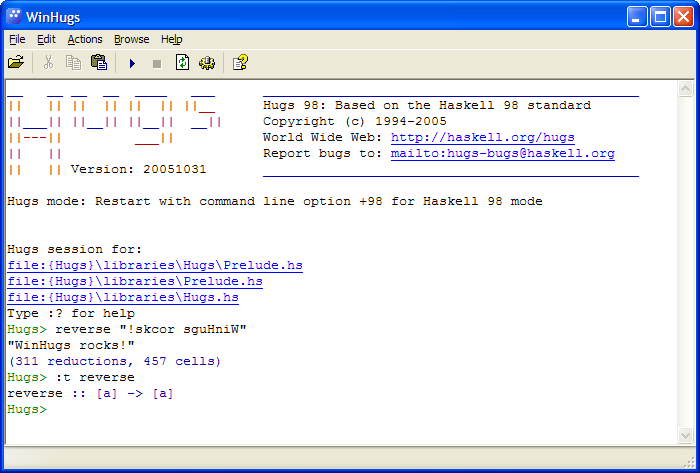 WinHugs
File Edit Actions Browse Help
__   __ __  __  ____   ___
||   || ||  || ||  || ||__
||___|| ||__|| ||__||  __||
||---||         ___||
||   ||
||   || Version: 20051031
Hugs 98: Based on the Haskell 98 standard
Copyright (c) 1994-2005
World Wide Web: http://haskell.org/hugs
Report bugs to: mailto:hugs-bugs@haskell.org
Hugs mode: Restart with command line option +98 for Haskell 98 mode
Hugs session for:
file:{Hugs}\libraries\Hugs\Prelude.hs
file:{Hugs}\libraries\Prelude.hs
file:{Hugs}\libraries\Hugs.hs
Type :? for help
Hugs> reverse "!skcor sguHniW"
"WinHugs rocks!"
(311 reductions, 457 cells)
Hugs> :t reverse
reverse :: [a] -> [a]
Hugs>